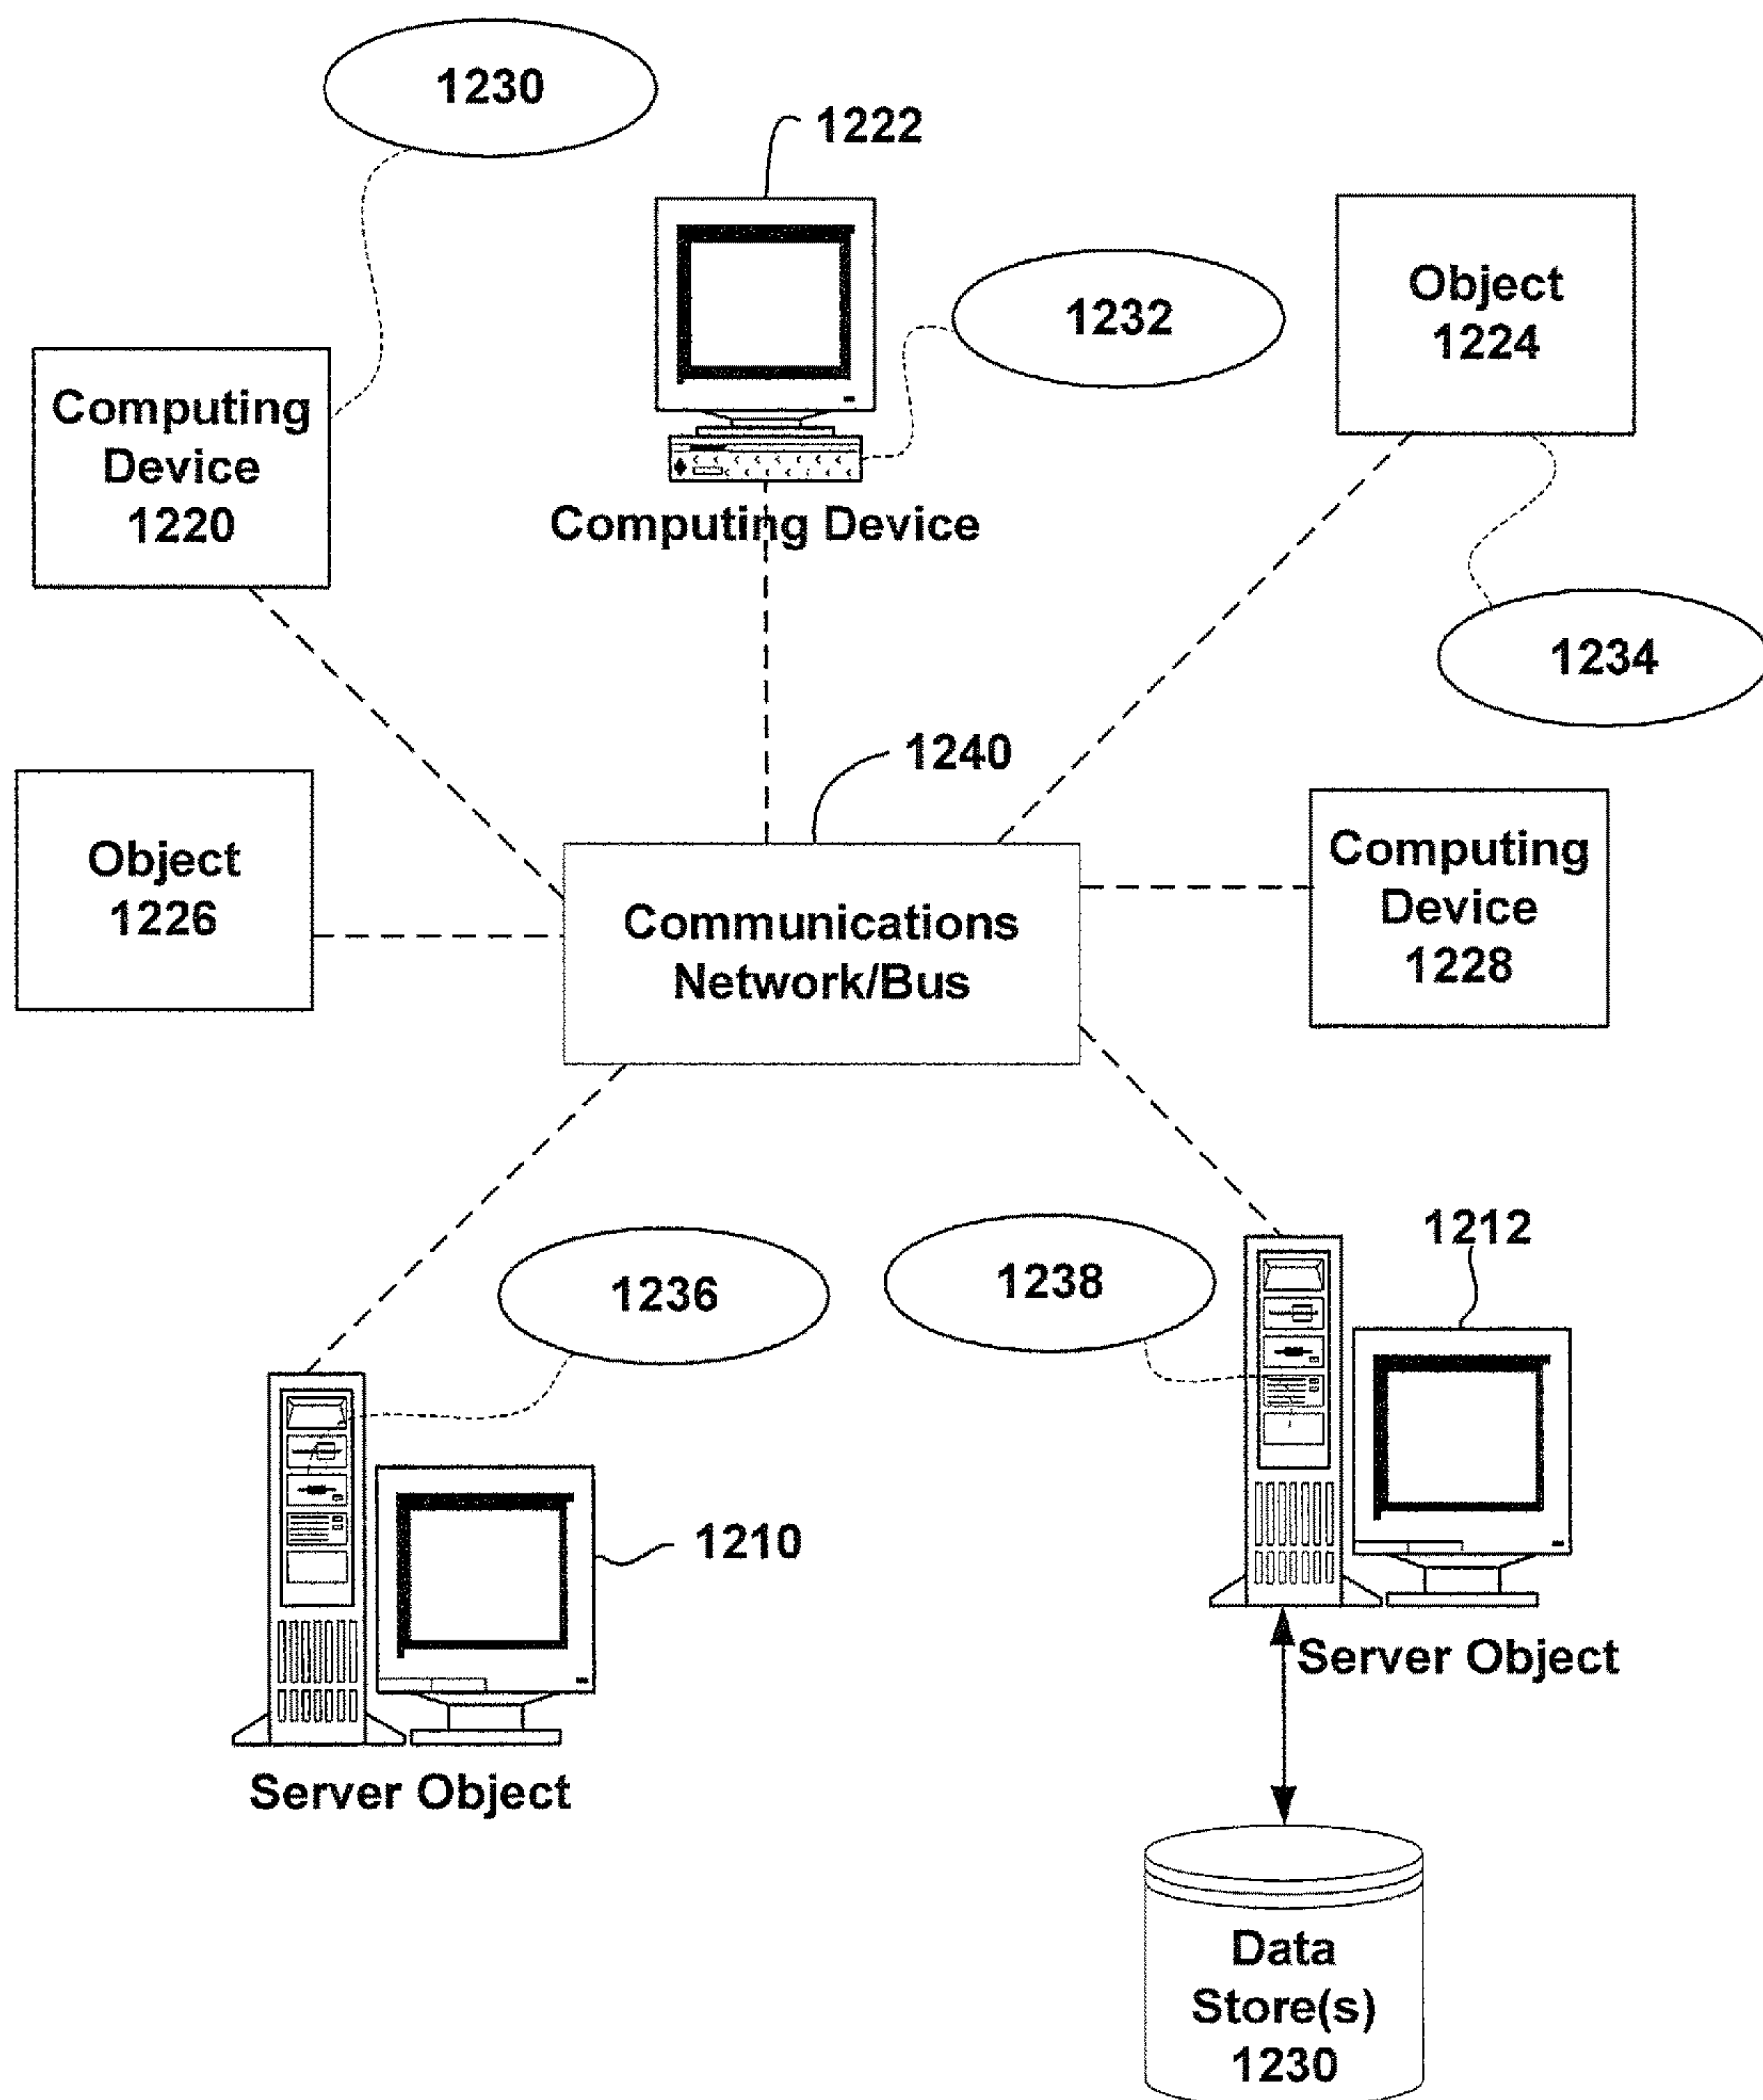 1230
1222
Computing
Device
1220
1232
Object
1224
Computing Device
1234
1240
Object
1226
Communications
Network/Bus
Computing
Device
1228
1236
1238
1212
1210
Server Object
Server Object
Data
Store(s)
1230